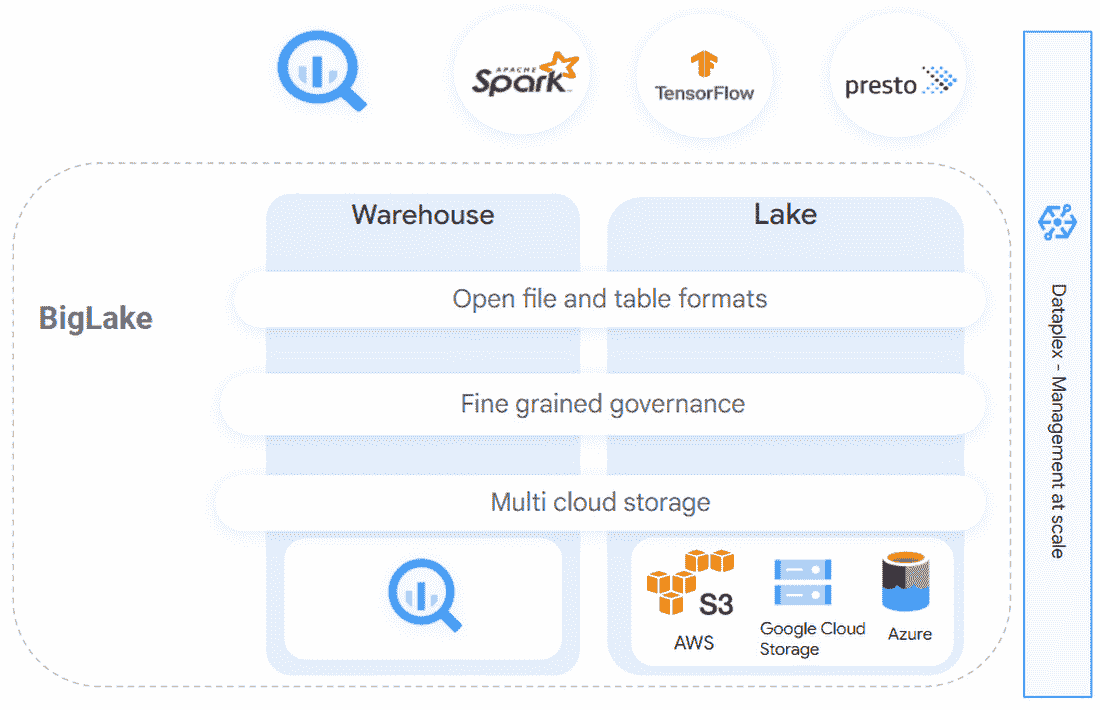 APACHE
Spark
TensorFlow
presto
Warehouse
Lake
Open file and table formats
BigLake
Fine grained governance
Multi cloud storage
S3
AWS
Google Cloud
Storage
Azure
Dataplex - Management at scale